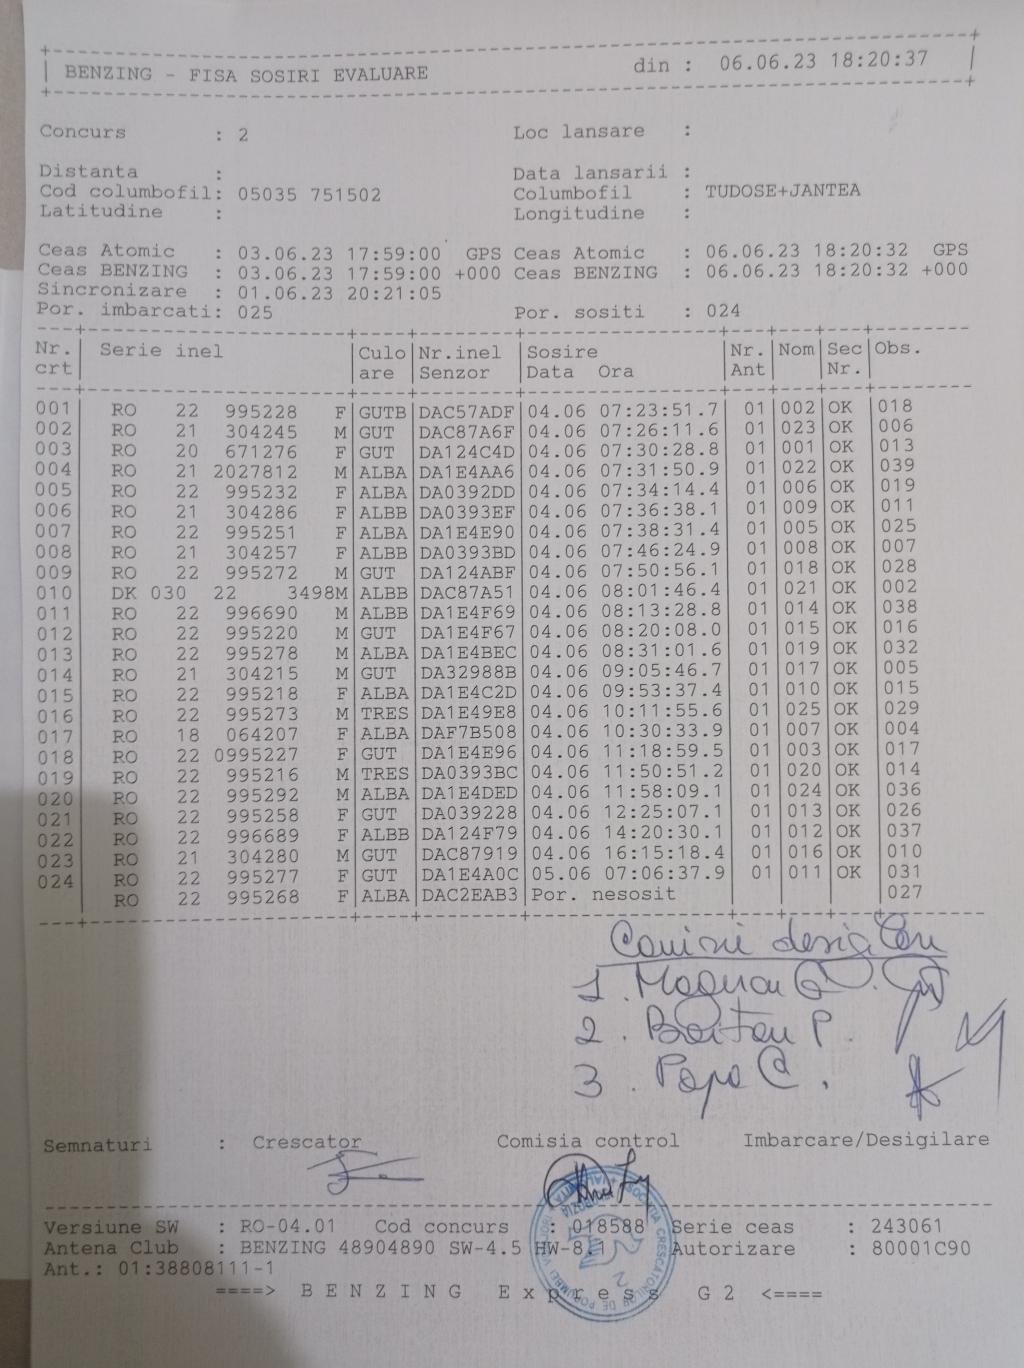 BENZING - FISA SOSIRI EVALUARE din : 06.06.23 18:20:37
Concurs : 2 Loc lansare :
Distanta : Data lansarii :
Cod columbofil: 05035 751502 Columbofil : TUDOSE+JANTEA
Latitudine : Longitudine :
Ceas Atomic : 03.06.23 17:59:00 GPS Ceas Atomic : 06.06.23 18:20:32 GPS
Ceas BENZING : 03.06.23 17:59:00 +000 Ceas BENZING : 06.06.23 18:20:32 +000
Sincronizare : 01.06.23 20:21:05
Por. imbarcati: 025 Por. sositi : 024
Nr. Serie inel Culo Nr.inel Sosire Nr. Nom Sec Obs.
crt are Senzor Data Ora Ant Nr.
001 RO 22 995228 F GUTB DAC57ADF 04.06 07:23:51.7 01 002 OK 018
002 RO 21 304245 M GUT DAC87A6F 04.06 07:26:11.6 01 023 OK 006
003 RO 20 671276 F GUT DA124C4D 04.06 07:30:28.8 01 001 OK 013
004 RO 21 2027812 M ALBA DA1E4AA6 04.06 07:31:50.9 01 022 OK 039
005 RO 22 995232 F ALBA DA0392DD 04.06 07:34:14.4 01 006 OK 019
006 RO 21 304286 F ALBB DA0393EF 04.06 07:36:38.1 01 009 OK 011
007 RO 22 995251 F ALBA DA1E4E90 04.06 07:38:31.4 01 005 OK 025
008 RO 21 304257 F ALBB DA0393BD 04.06 07:46:24.9 01 008 OK 007
009 RO 22 995272 M GUT DA124ABF 04.06 07:50:56.1 01 018 OK 028
010 DK 030 22 3498M ALBB DAC87A51 04.06 08:01:46.4 01 021 OK 002
011 RO 22 996690 M ALBB DA1E4F69 04.06 08:13:28.8 01 014 OK 038
012 RO 22 995220 M GUT DA1E4F67 04.06 08:20:08.0 01 015 OK 016
013 RO 22 995278 M ALBA DA1E4BEC 04.06 08:31:01.6 01 019 OK 032
014 RO 21 304215 M GUT DA32988B 04.06 09:05:46.7 01 017 OK 005
015 RO 22 995218 F ALBA DA1E4C2D 04.06 09:53:37.4 01 010 OK 015
016 RO 22 995273 M TRES DA1E49E8 04.06 10:11:55.6 01 025 OK 029
017 RO 18 064207 F ALBA DAF7B508 04.06 10:30:33.9 01 007 OK 004
018 RO 22 0995227 F GUT DA1E4E96 04.06 11:18:59.5 01 003 OK 017
019 RO 22 995216 M TRES DA0393BC 04.06 11:50:51.2 01 020 OK 014
020 RO 22 995292 M ALBA DA1E4DED 04.06 11:58:09.1 01 024 OK 036
021 RO 22 995258 F GUT DA039228 04.06 12:25:07.1 01 013 OK 026
022 RO 22 996689 F ALBB DA124F79 04.06 14:20:30.1 01 012 OK 037
023 RO 21 304280 M GUT DAC87919 04.06 16:15:18.4 01 016 OK 010
024 RO 22 995277 F GUT DA1E4A0C 05.06 07:06:37.9 01 011 OK 031
RO 22 995268 F ALBA DAC2EAB3 Por. nesosit 027
1.
2. P.
3. Popa C.
Semnaturi : Crescator Comisia control Imbarcare/Desigilare
Versiune SW : RO-04.01 Cod concurs : 018588 Serie ceas : 243061
Antena Club : BENZING 48904890 SW-4.5 HW-8.1 Autorizare : 80001C90
Ant.: 01:38808111-1
====> B E N Z I N G E x p r e s s G 2 <====